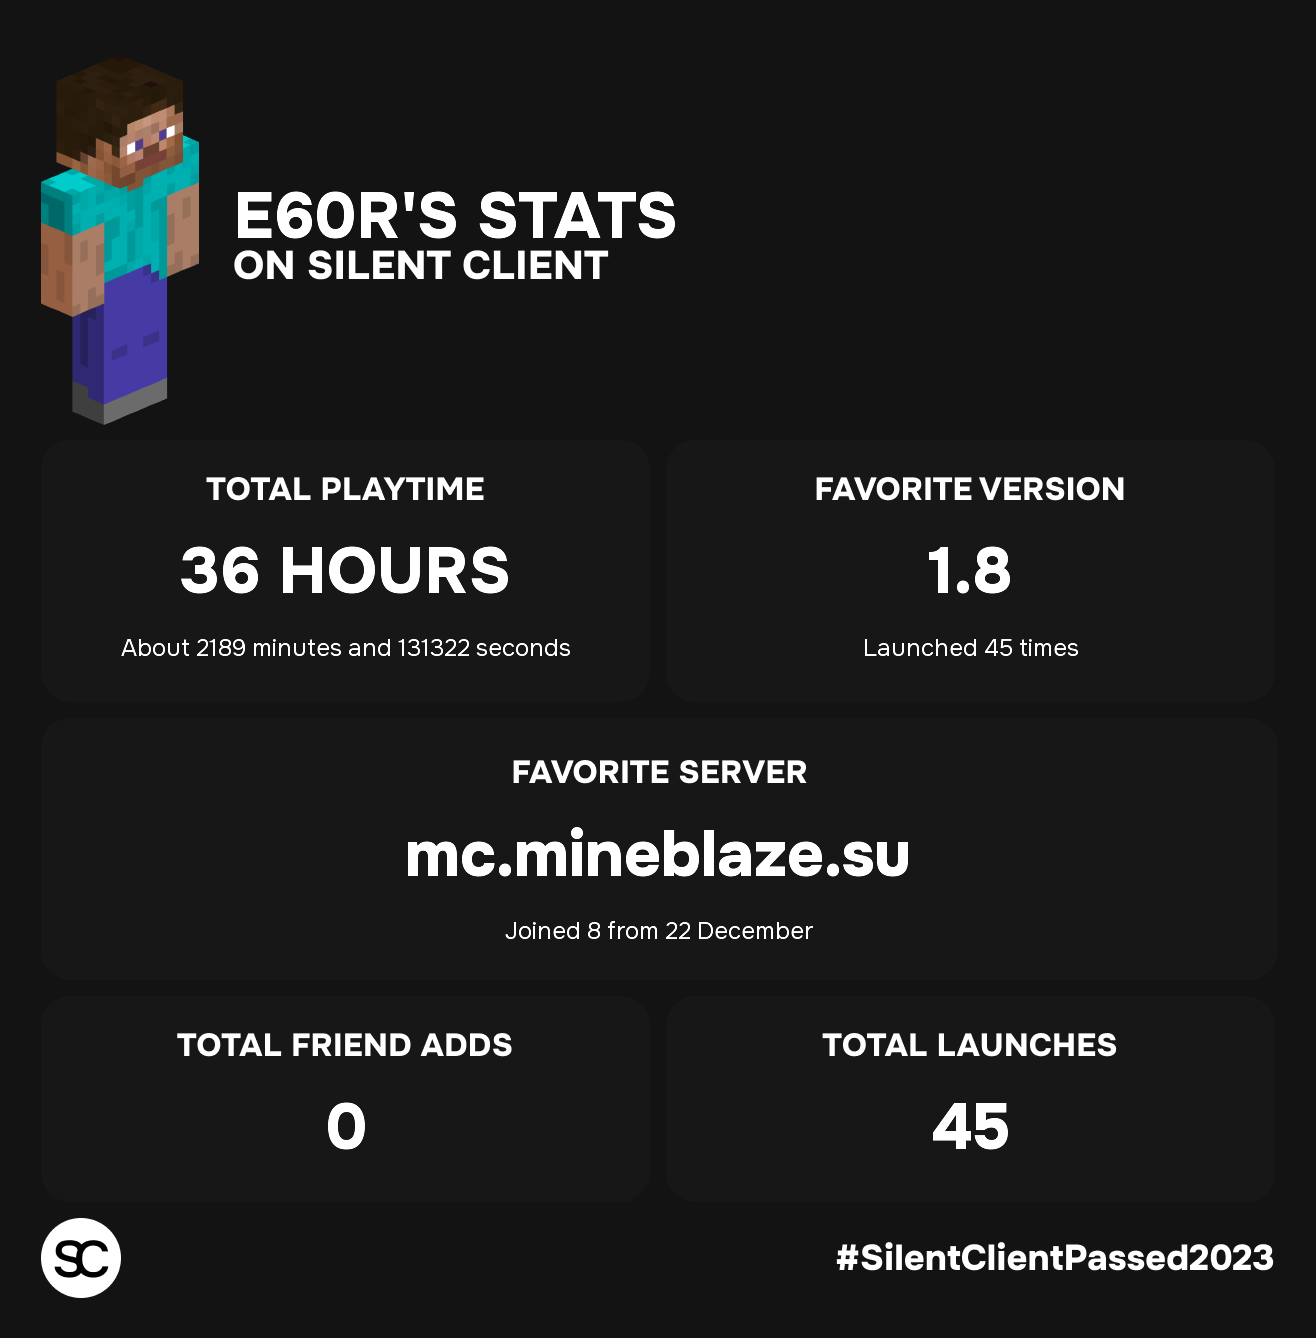 E60R'S STATS
ON SILENT CLIENT
TOTAL PLAYTIME
36 HOURS
About 2189 minutes and 131322 seconds
FAVORITE VERSION
1.8
Launched 45 times
FAVORITE SERVER
mc.mineblaze.su
Joined 8 from 22 December
TOTAL FRIEND ADDS
0
TOTAL LAUNCHES
45
SC
#SilentClientPassed2023